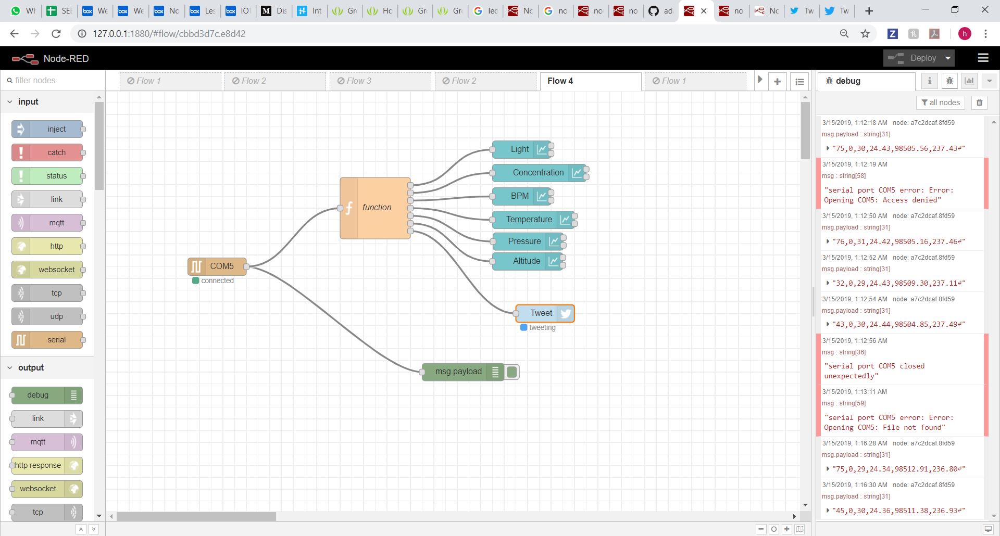 Wh
SEE
We
We
No
Les
IOT
Dis
Int
Gr
Ho
Gr
Gr
led
No
no
no
no
ad
no
No
Tw
Tw
127.0.0.1:1880/#flow/cbbd3d7c.e8d42
h
Node-RED
Deploy
filter nodes
Flow 1
Flow 2
Flow 3
Flow 2
Flow 4
Flow 1
debug
all nodes
input
inject
catch
status
link
mqtt
http
websocket
tcp
udp
serial
output
debug
link
mqtt
http response
websocket
tcp
COM5
connected
function
Light
Concentration
BPM
Temperature
Pressure
Altitude
Tweet
tweeting
msg.payload
3/15/2019, 1:12:18 AM node: a7c2dcaf.8fd59
msg.payload : string[31]
"75,0,30,24.43,98505.56,237.43↵"
3/15/2019, 1:12:19 AM
msg : string[58]
"serial port COM5 error: Error:
Opening COM5: Access denied"
3/15/2019, 1:12:50 AM node: a7c2dcaf.8fd59
msg.payload : string[31]
"76,0,31,24.42,98505.16,237.46↵"
3/15/2019, 1:12:52 AM node: a7c2dcaf.8fd59
msg.payload : string[31]
"32,0,29,24.43,98509.30,237.11↵"
3/15/2019, 1:12:54 AM node: a7c2dcaf.8fd59
msg.payload : string[31]
"43,0,30,24.44,98504.85,237.49↵"
3/15/2019, 1:12:56 AM
msg : string[36]
"serial port COM5 closed
unexpectedly"
3/15/2019, 1:13:11 AM
msg : string[59]
"serial port COM5 error: Error:
Opening COM5: File not found"
3/15/2019, 1:16:28 AM node: a7c2dcaf.8fd59
msg.payload : string[31]
"75,0,29,24.34,98512.91,236.80↵"
3/15/2019, 1:16:30 AM node: a7c2dcaf.8fd59
msg.payload : string[31]
"45,0,30,24.36,98511.38,236.93↵"